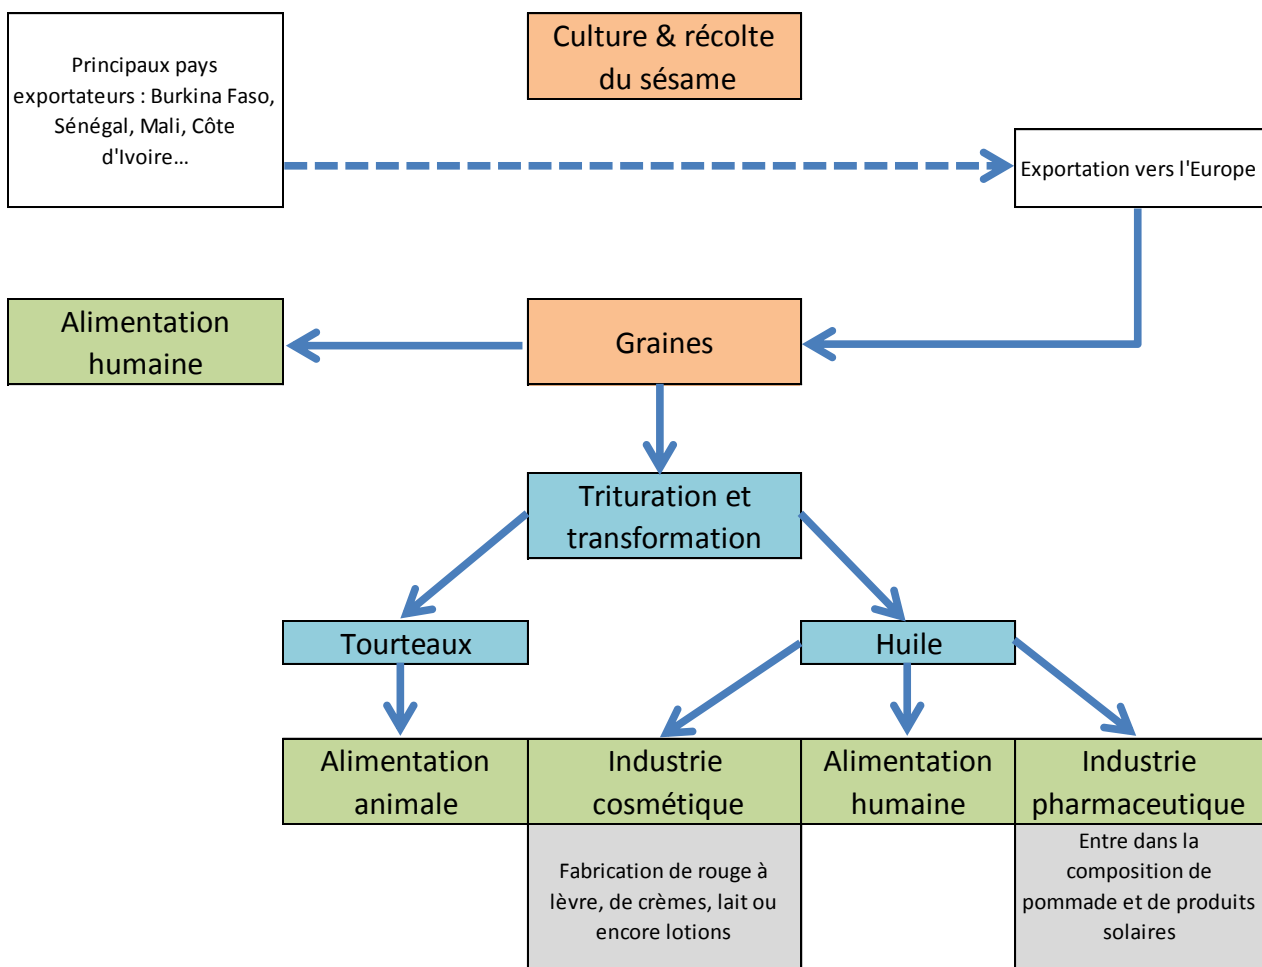 Principaux pays
exportateurs : Burkina Faso,
Sénégal, Mali, Côte
d'Ivoire...
Culture & récolte
du sésame
Exportation vers l'Europe
Alimentation
humaine
Graines
Trituration et
transformation
Tourteaux
Huile
Alimentation
animale
Industrie
cosmétique
Alimentation
humaine
Industrie
pharmaceutique
Fabrication de rouge à
lèvre, de crèmes, lait ou
encore lotions
Entre dans la
composition de
pommade et de produits
solaires